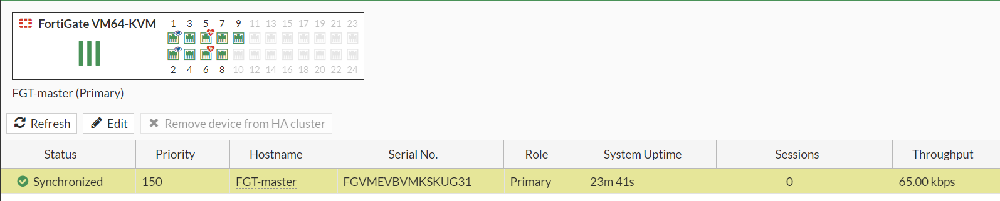 FortiGate VM64-KVM
1 3 5 7 9 11 13 15 17 19 21 23
2 4 6 8 10 12 14 16 18 20 22 24
FGT-master (Primary)
Refresh Edit Remove device from HA cluster
Status Priority Hostname Serial No. Role System Uptime Sessions Throughput
Synchronized 150 FGT-master FGVMEVBVMKSKUG31 Primary 23m 41s 0 65.00 kbps